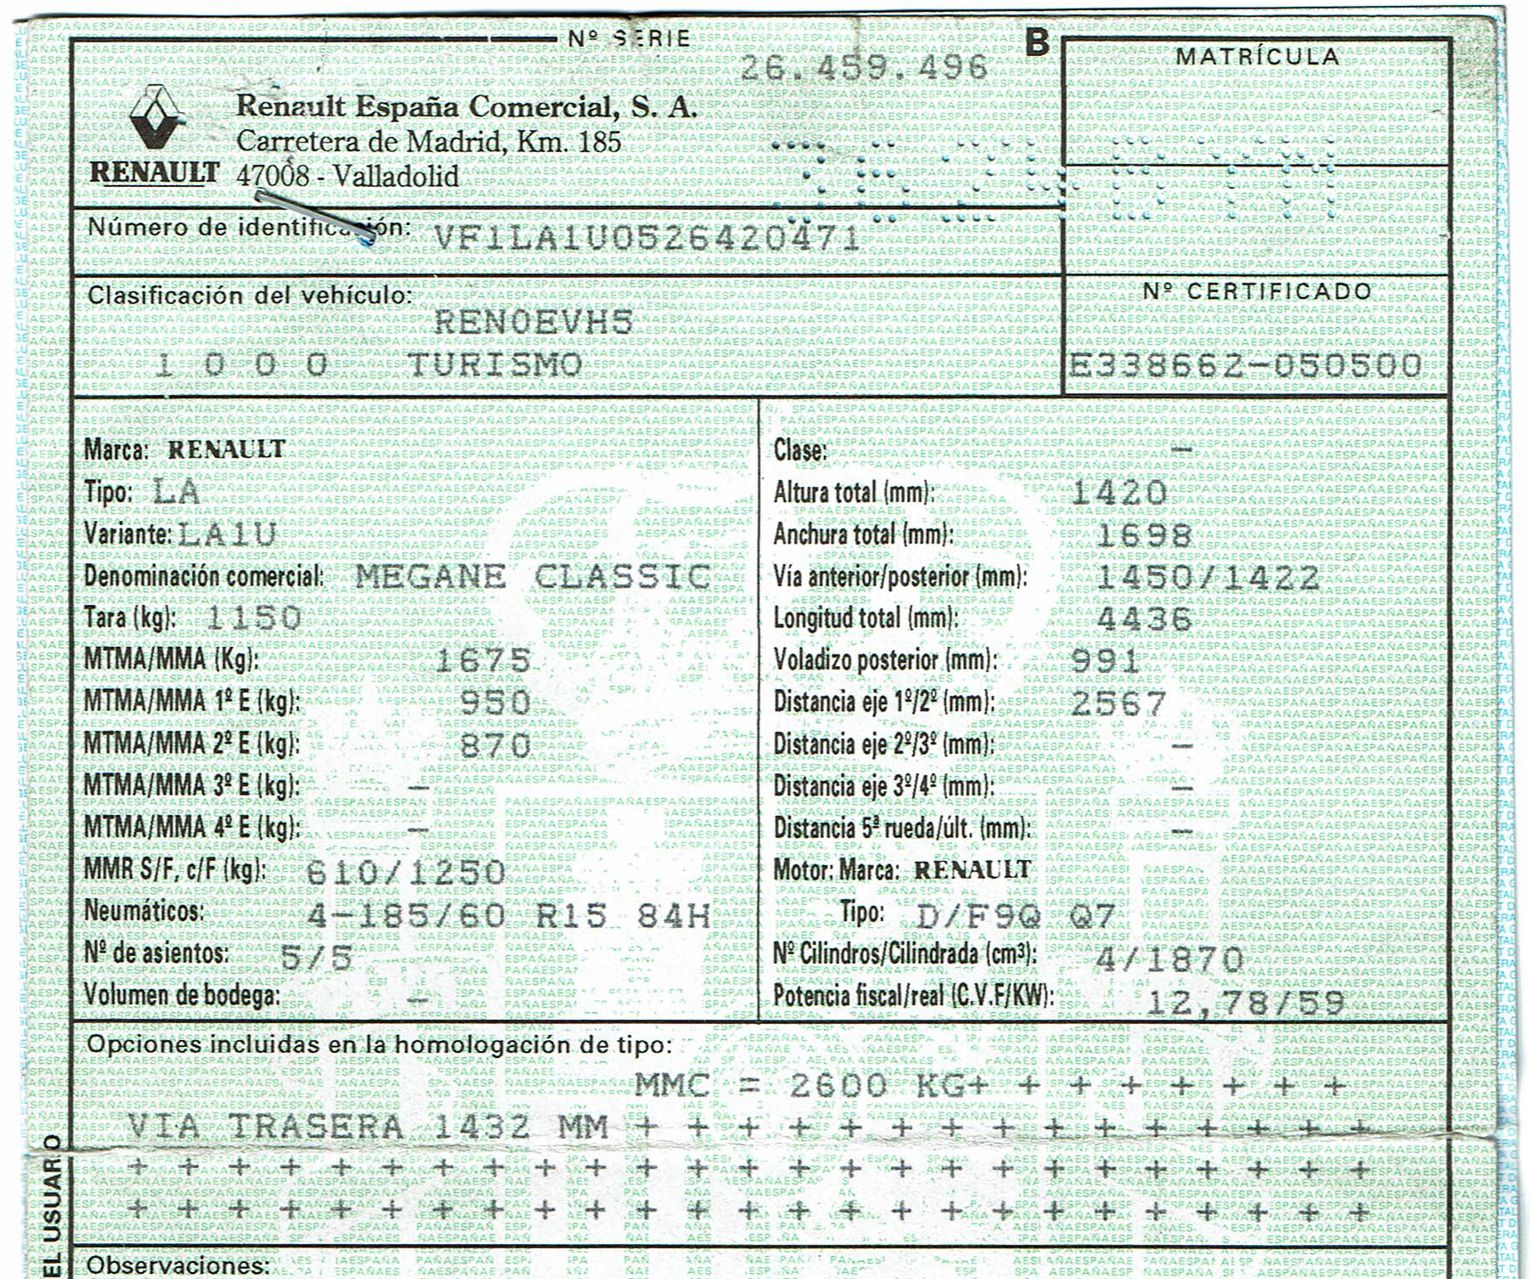 Nº SERIE
26.459.496 B
MATRÍCULA
Renault España Comercial, S. A.
Carretera de Madrid, Km. 185
RENAULT 47008 - Valladolid
Número de identificación: VF1LA1U0526420471
Clasificación del vehículo:
RENOEVH5
1 0 0 0 TURISMO
Nº CERTIFICADO
E338662-050500
Marca: RENAULT
Tipo: LA
Variante: LA1U
Denominación comercial: MEGANE CLASSIC
Tara (kg): 1150
MTMA/MMA (Kg): 1675
MTMA/MMA 1º E (kg): 950
MTMA/MMA 2º E (kg): 870
MTMA/MMA 3º E (kg): –
MTMA/MMA 4º E (kg): –
MMR S/F, c/F (kg): 610/1250
Neumáticos: 4-185/60 R15 84H
Nº de asientos: 5/5
Volumen de bodega: –
Clase: –
Altura total (mm): 1420
Anchura total (mm): 1698
Vía anterior/posterior (mm): 1450/1422
Longitud total (mm): 4436
Voladizo posterior (mm): 991
Distancia eje 1º/2º (mm): 2567
Distancia eje 2º/3º (mm): –
Distancia eje 3º/4º (mm): –
Distancia 5ª rueda/últ. (mm): –
Motor: Marca: RENAULT
Tipo: D/F9Q Q7
Nº Cilindros/Cilindrada (cm³): 4/1870
Potencia fiscal/real (C.V.F/KW): 12,78/59
Opciones incluidas en la homologación de tipo:
MMC = 2600 KG+ + + + + + + +
VIA TRASERA 1432 MM + + + + + + + + + + + + + + +
+ + + + + + + + + + + + + + + + + + + + + + + + +
+ + + + + + + + + + + + + + + + + + + + + + + + +
Observaciones:
EL USUARIO